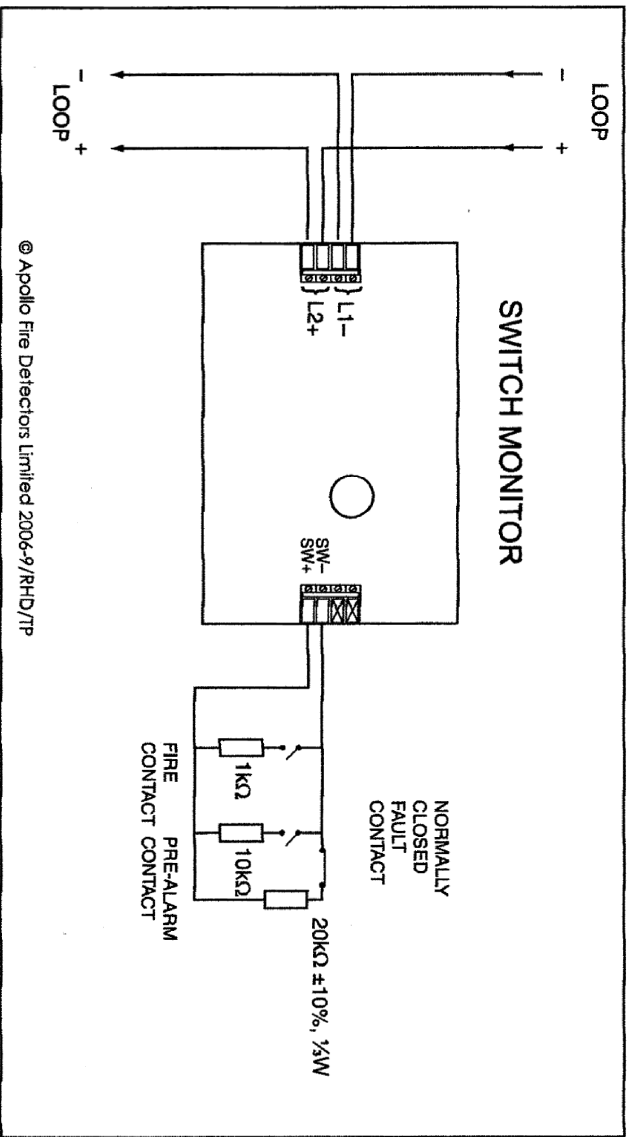 SWITCH MONITOR
LOOP
-
+
-
LOOP +
L1-
L2+
SW-
SW+
NORMALLY
CLOSED
FAULT
CONTACT
20kΩ ±10%, ⅓W
1kΩ
10kΩ
FIRE
CONTACT
PRE-ALARM
CONTACT
© Apollo Fire Detectors Limited 2006-9/RHD/TP